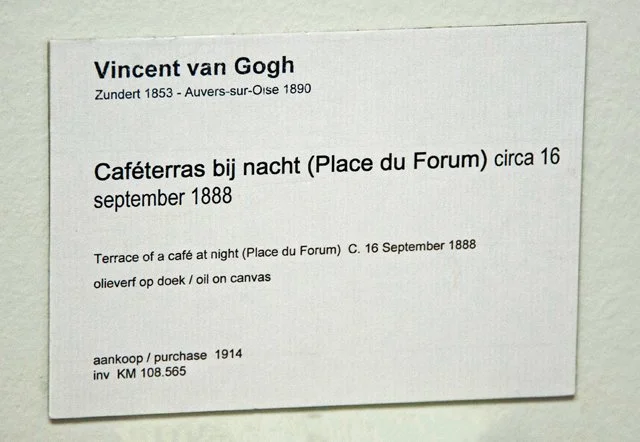 Vincent van Gogh
Zundert 1853 - Auvers-sur-Oise 1890
Caféterras bij nacht (Place du Forum) circa 16
september 1888
Terrace of a café at night (Place du Forum) C. 16 September 1888
olieverf op doek / oil on canvas
aankoop / purchase 1914
inv KM 108.565